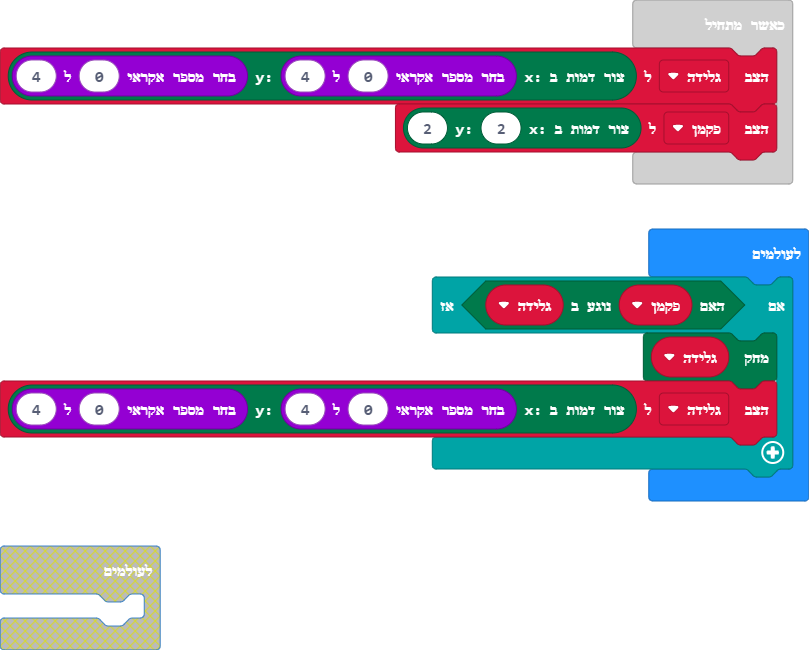 כאשר מתחיל
הצב גלידה ל צור דמות ב x: בחר מספר אקראי 0 ל 4 y: בחר מספר אקראי 0 ל 4
הצב פקמן ל צור דמות ב x: 2 y: 2
לעולמים
אם האם פקמן נוגע ב גלידה אז
מחק גלידה
הצב גלידה ל צור דמות ב x: בחר מספר אקראי 0 ל 4 y: בחר מספר אקראי 0 ל 4
לעולמים